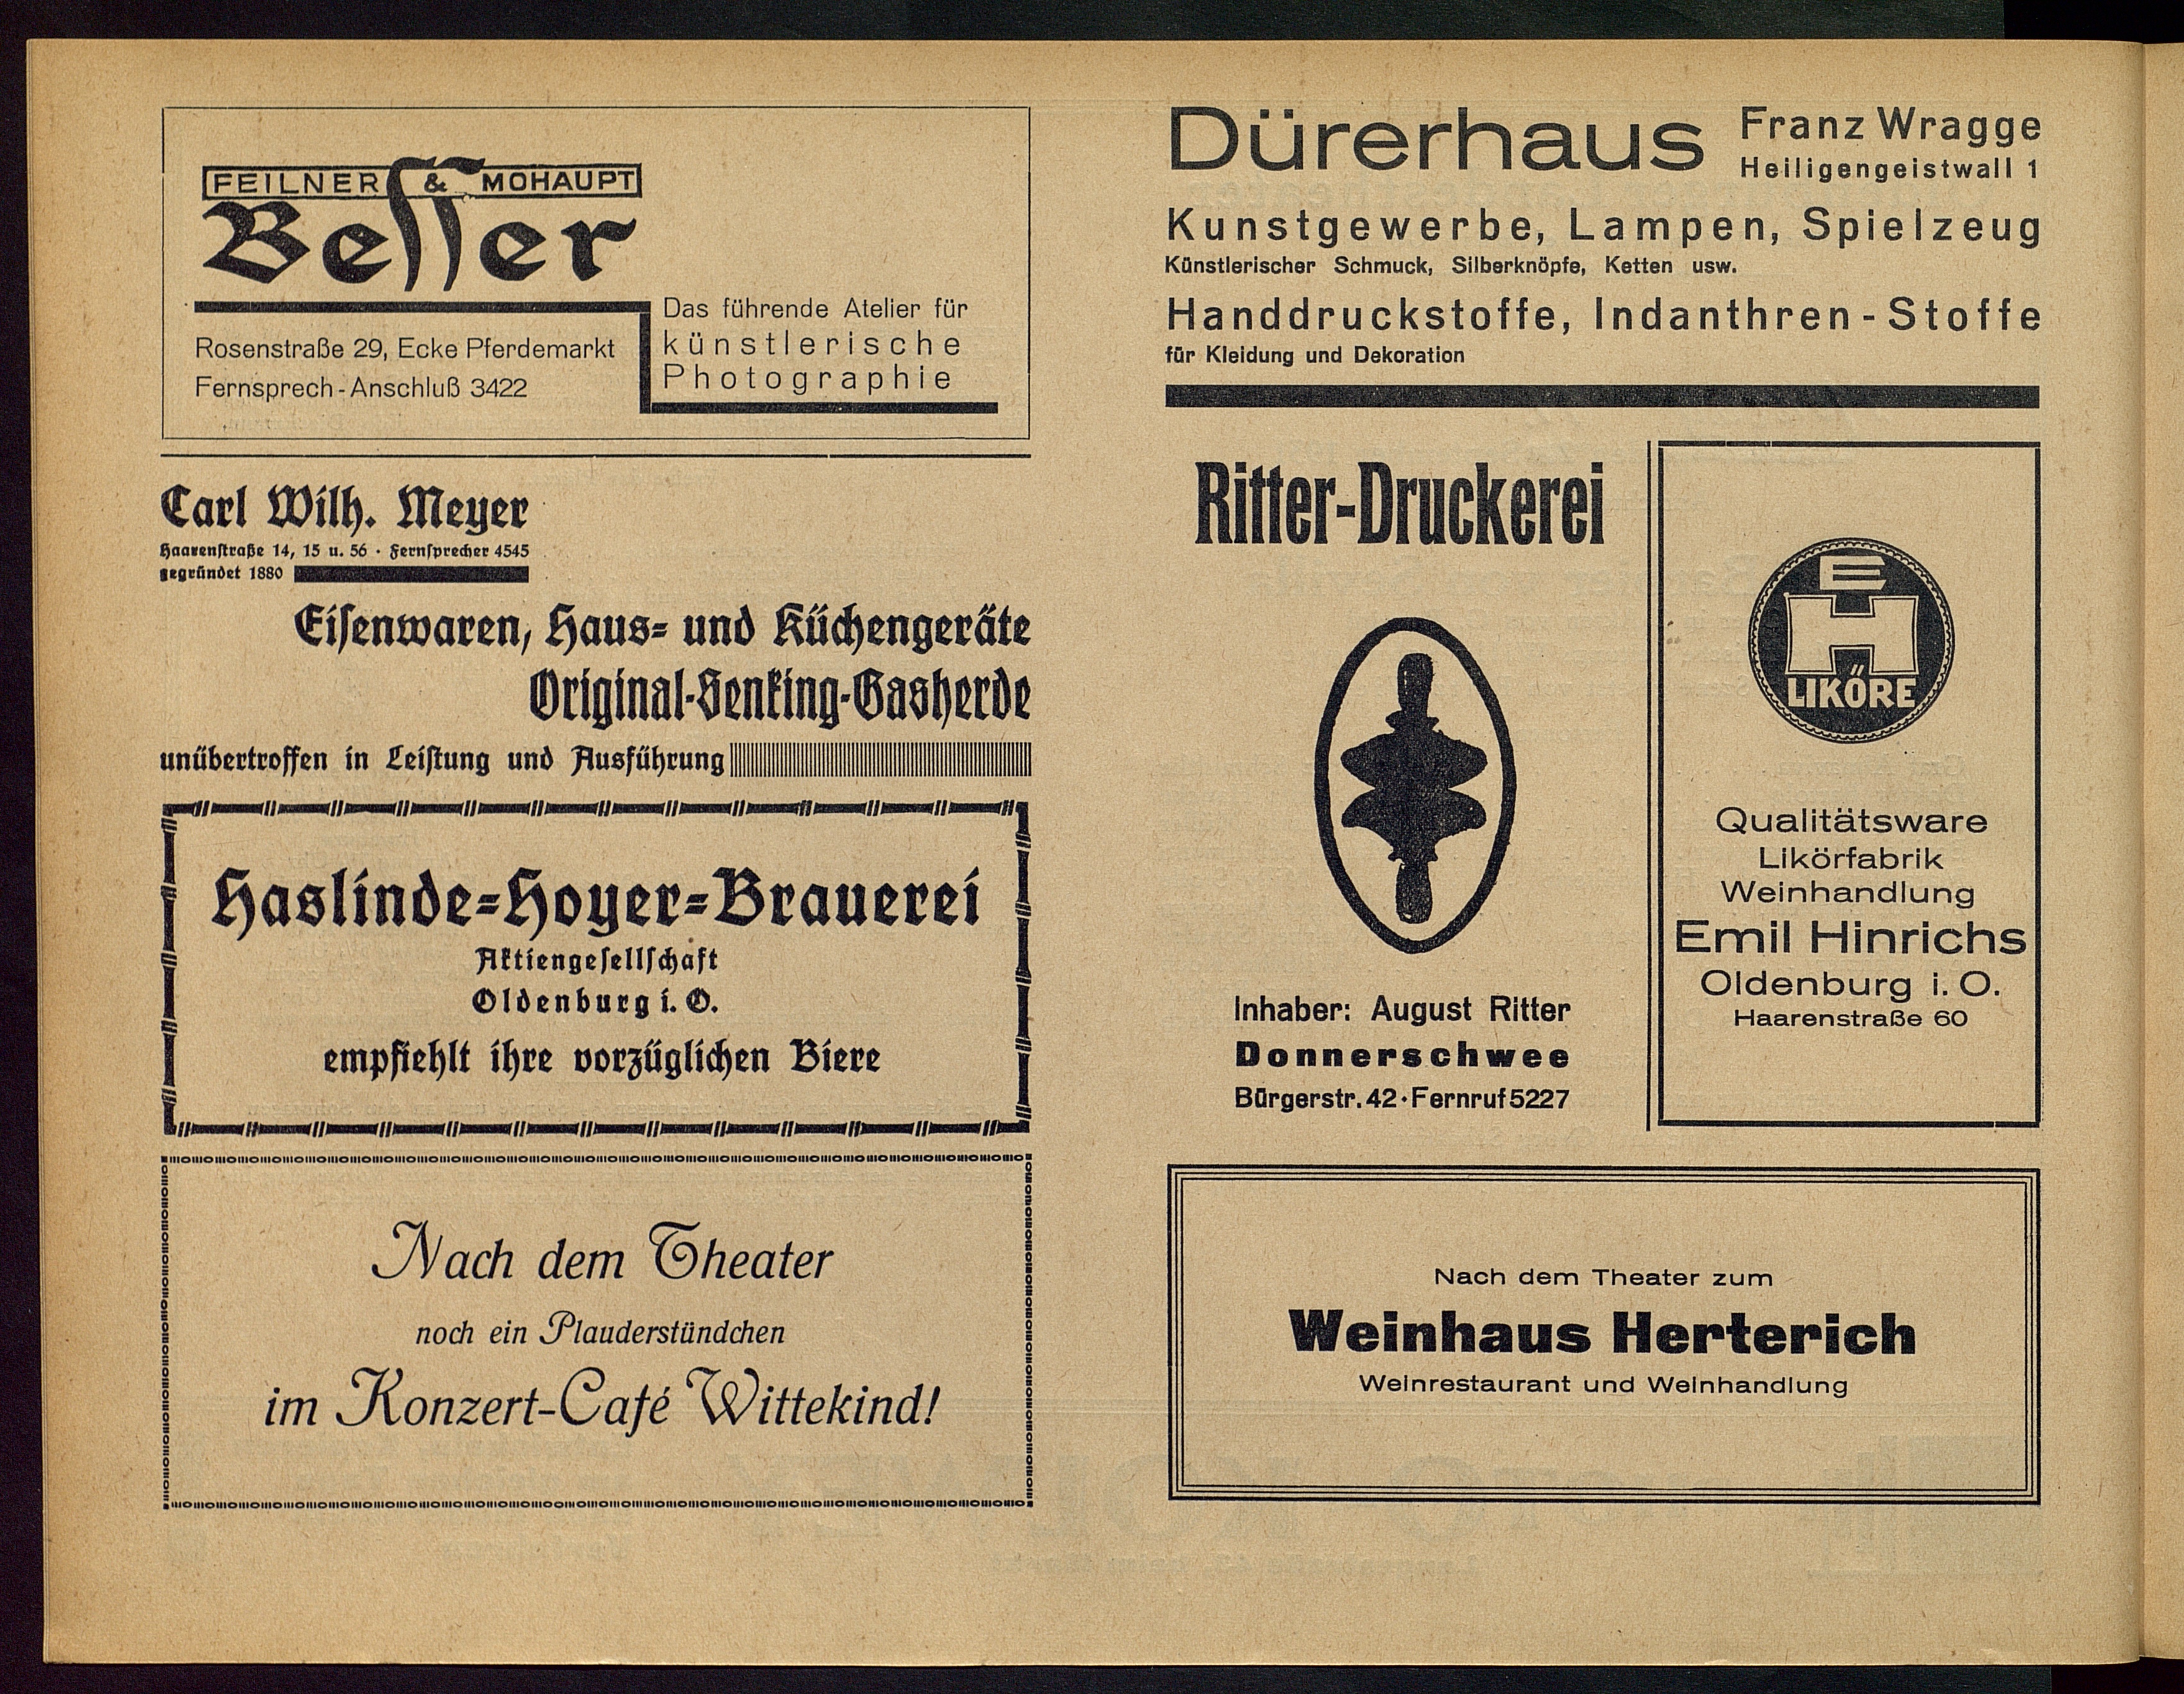 FEILNER & MOHAUPT
Besser
Das führende Atelier für
künstlerische
Photographie
Rosenstraße 29, Ecke Pferdemarkt
Fernsprech-Anschluß 3422
Carl Wilh. Meyer
Haarenstraße 14, 15 u. 56 · Fernsprecher 4545
gegründet 1880
Eisenwaren, Haus- und Küchengeräte
Original-Senking-Gasherde
unübertroffen in Leistung und Ausführung
Haslinde-Hoyer-Brauerei
Aktiengesellschaft
Oldenburg i. O.
empfiehlt ihre vorzüglichen Biere
Nach dem Theater
noch ein Plauderstündchen
im Konzert-Café Wittekind!
Dürerhaus Franz Wragge
Heiligengeistwall 1
Kunstgewerbe, Lampen, Spielzeug
Künstlerischer Schmuck, Silberknöpfe, Ketten usw.
Handdruckstoffe, Indanthren-Stoffe
für Kleidung und Dekoration
Ritter-Druckerei
Inhaber: August Ritter
Donnerschwee
Bürgerstr. 42 · Fernruf 5227
E
H
LIKÖRE
Qualitätsware
Likörfabrik
Weinhandlung
Emil Hinrichs
Oldenburg i. O.
Haarenstraße 60
Nach dem Theater zum
Weinhaus Herterich
Weinrestaurant und Weinhandlung